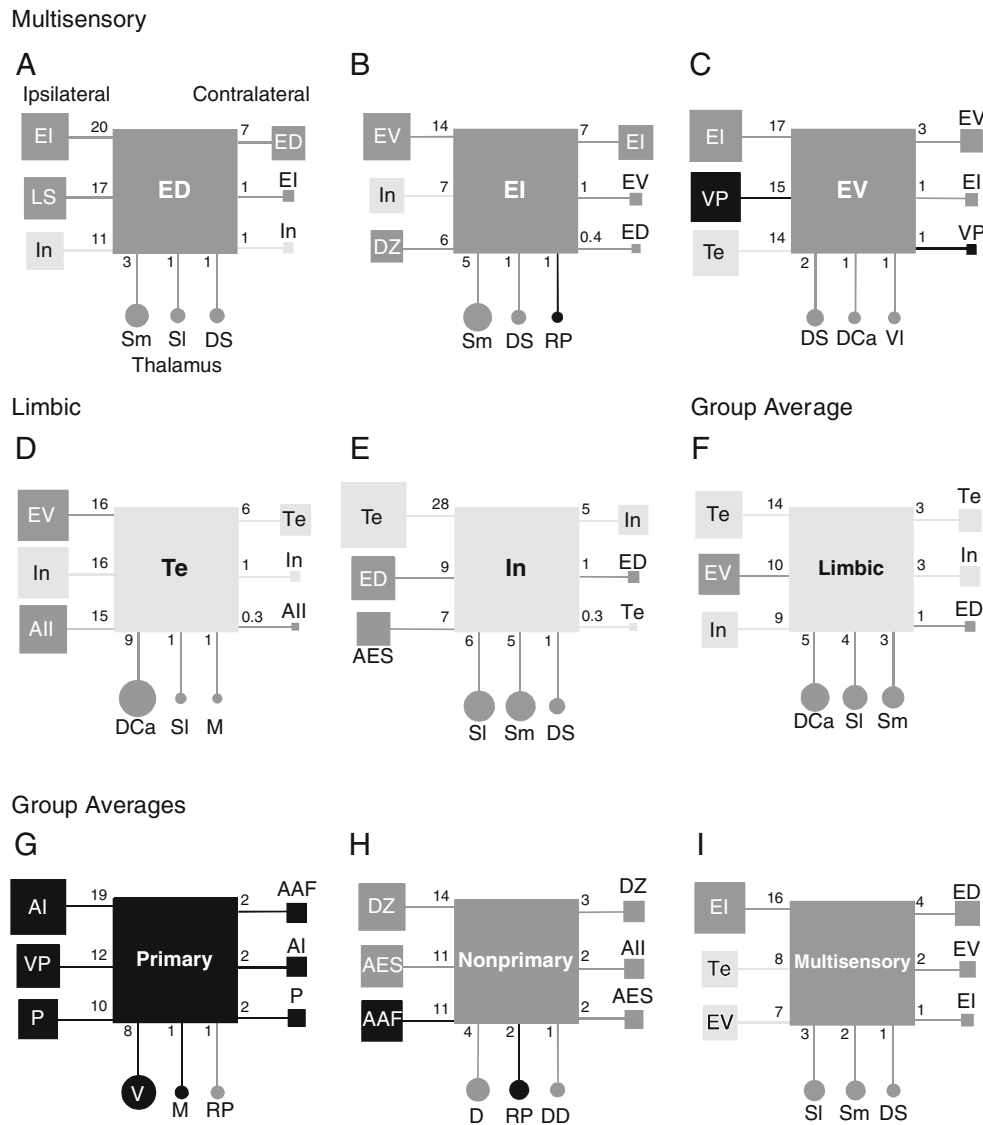 Multisensory
A B C
Ipsilateral Contralateral
EI 20 ED 7 ED
LS 17 1 EI
In 11 1 In
3 1 1
Sm SI DS
Thalamus
EV 14 EI 7 EI
In 7 1 EV
DZ 6 0.4 ED
5 1 1
Sm DS RP
EI 17 EV 3 EV
VP 15 1 EI
Te 14 1 VP
2 1 1
DS DCa VI
Limbic
Group Average
D E F
EV 16 Te 6 Te
In 16 1 In
AII 15 0.3 AII
9 1 1
DCa SI M
Te 28 In 5 In
ED 9 1 ED
AES 7 0.3 Te
6 5 1
SI Sm DS
Te 14 Limbic 3 Te
EV 10 3 In
In 9 1 ED
5 4 3
DCa SI Sm
Group Averages
G H I
AI 19 Primary 2 AAF
VP 12 2 AI
P 10 2 P
8 1 1
V M RP
DZ 14 Nonprimary 3 DZ
AES 11 2 AII
AAF 11 2 AES
4 2 1
D RP DD
EI 16 Multisensory 4 ED
Te 8 2 EV
EV 7 1 EI
3 2 1
SI Sm DS